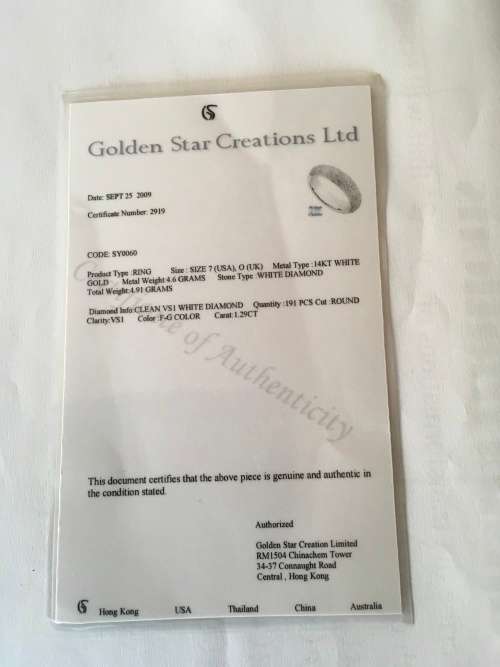 GS
Golden Star Creations Ltd
Date: SEPT 25 2009
Certificate Number: 2919
CODE: SY0060
Product Type :RING Size : SIZE 7 (USA), O (UK) Metal Type :14KT WHITE
GOLD Metal Weight:4.6 GRAMS Stone Type :WHITE DIAMOND
Total Weight:4.91 GRAMS
Diamond Info:CLEAN VS1 WHITE DIAMOND Quantity :191 PCS Cut :ROUND
Clarity:VS1 Color :F-G COLOR Carat:1.29CT
Certificate of Authenticity
This document certifies that the above piece is genuine and authentic in
the condition stated.
Authorized
Golden Star Creation Limited
RM1504 Chinachem Tower
34-37 Connaught Road
Central , Hong Kong
GS Hong Kong USA Thailand China Australia